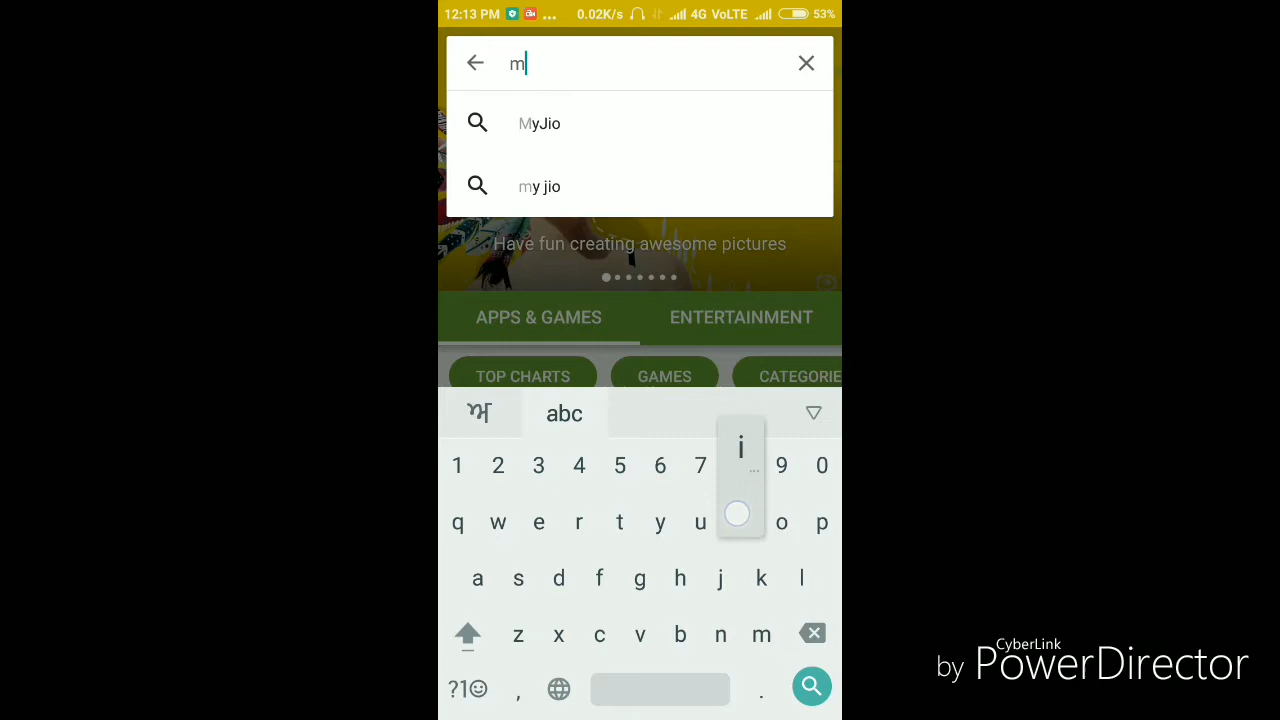 12:13 PM ... 0.02K/s 4G VoLTE 53%
m
MyJio
my jio
Have fun creating awesome pictures
APPS & GAMES ENTERTAINMENT
TOP CHARTS GAMES CATEGORIE
ਅ abc
i
...
1 2 3 4 5 6 7 9 0
q w e r t y u o p
a s d f g h j k l
z x c v b n m
?1☺ , .
CyberLink
by PowerDirector